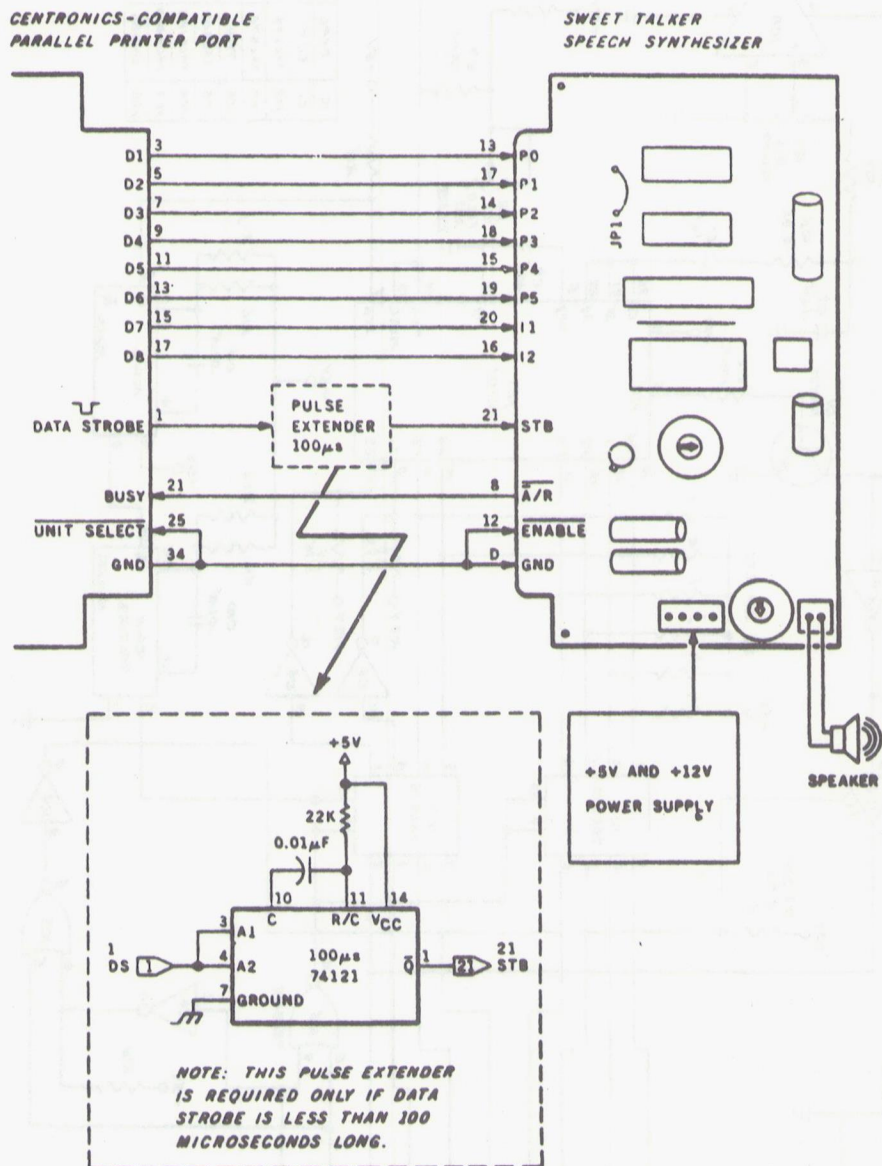 CENTRONICS-COMPATIBLE
PARALLEL PRINTER PORT
SWEET TALKER
SPEECH SYNTHESIZER
D1 3 13 P0
D2 5 17 P1
D3 7 14 P2
D4 9 18 P3
D5 11 15 P4
D6 13 19 P5
D7 15 20 I1
D8 17 16 I2
JP1
DATA STROBE 1
PULSE
EXTENDER
100μs
21 STB
BUSY 21 8 A/R
UNIT SELECT 25 12 ENABLE
GND 34 D GND
+5V AND +12V
POWER SUPPLY
SPEAKER
+5V
22K
0.01μF
10 11 14
C R/C VCC
3 A1
1
DS 1
4 A2
7 GROUND
100μs
74121
Q 1
21
21 STB
NOTE: THIS PULSE EXTENDER
IS REQUIRED ONLY IF DATA
STROBE IS LESS THAN 100
MICROSECONDS LONG.